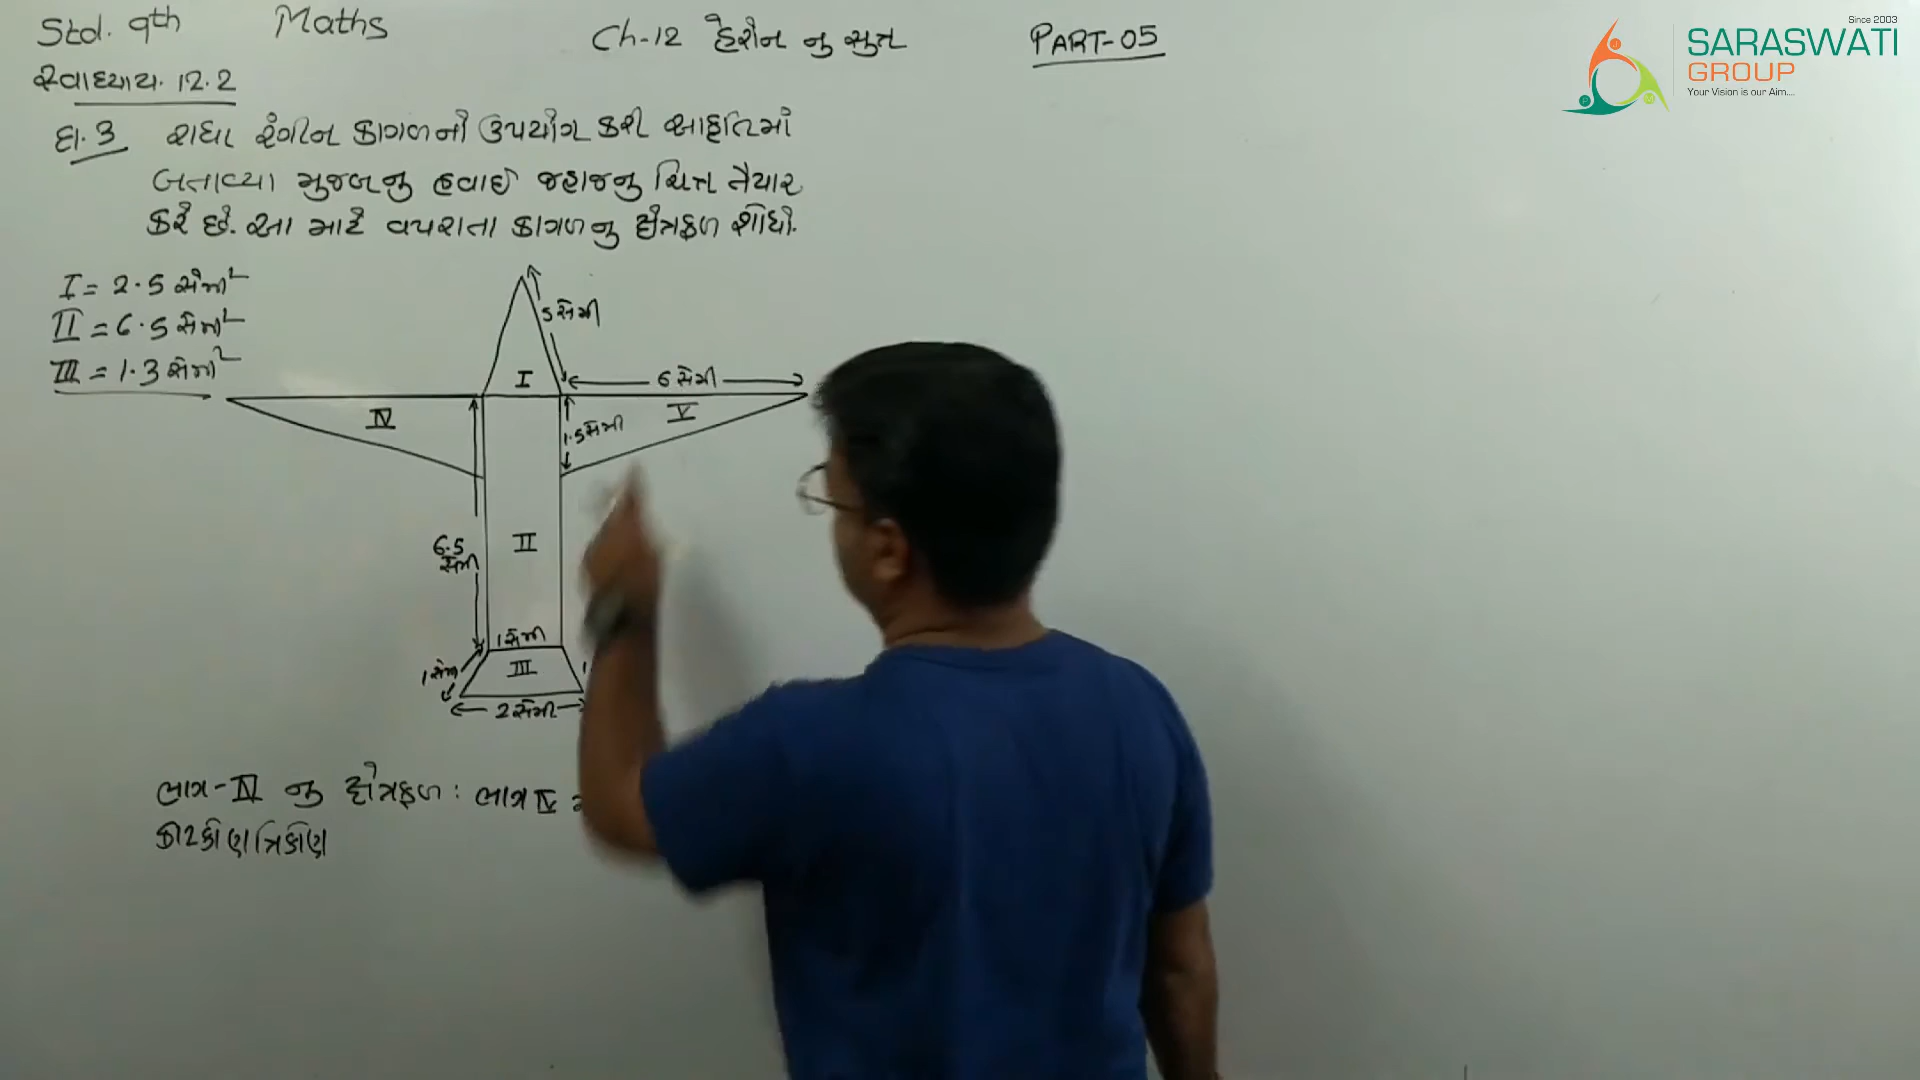 Std. 9th Maths Ch-12 હેરોન નુ સુત્ર PART-05
સ્વાધ્યાય. 12.2
દા. 3 રાધા રંગીન કાગળનો ઉપયોગ કરી આકૃતિમાં
બતાવ્યા મુજબનુ હવાઈ જહાજનુ ચિત્ર તૈયાર
કરે છે. આ માટે વપરાતા કાગળનુ ક્ષેત્રફળ શોધો.
I = 2.5 સેમી²
II = 6.5 સેમી²
III = 1.3 સેમી²
5 સેમી
I
6 સેમી
IV
1.5 સેમી
V
6.5
સેમી
II
1 સેમી
1 સેમી
III
2 સેમી
ભાગ-IV નુ ક્ષેત્રફળ : ભાગ IV
કાટકોણ ત્રિકોણ
Since 2003
SARASWATI
GROUP
Your Vision is our Aim....